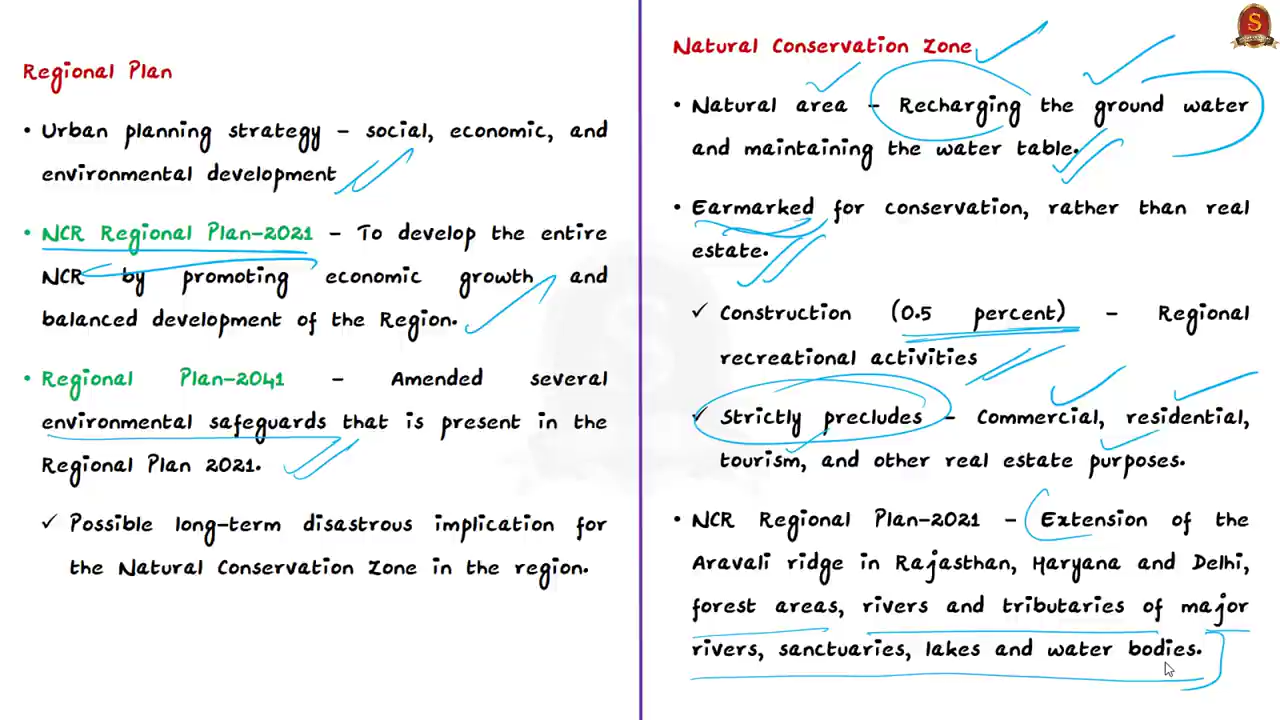 Regional Plan
• Urban planning strategy – social, economic, and
environmental development
• NCR Regional Plan-2021 – To develop the entire
NCR by promoting economic growth and
balanced development of the Region.
• Regional Plan-2041 – Amended several
environmental safeguards that is present in the
Regional Plan 2021.
✓ Possible long-term disastrous implication for
the Natural Conservation Zone in the region.
Natural Conservation Zone
• Natural area – Recharging the ground water
and maintaining the water table.
• Earmarked for conservation, rather than real
estate.
✓ Construction (0.5 percent) – Regional
recreational activities
✓ Strictly precludes – Commercial, residential,
tourism, and other real estate purposes.
• NCR Regional Plan-2021 – Extension of the
Aravali ridge in Rajasthan, Haryana and Delhi,
forest areas, rivers and tributaries of major
rivers, sanctuaries, lakes and water bodies.
S